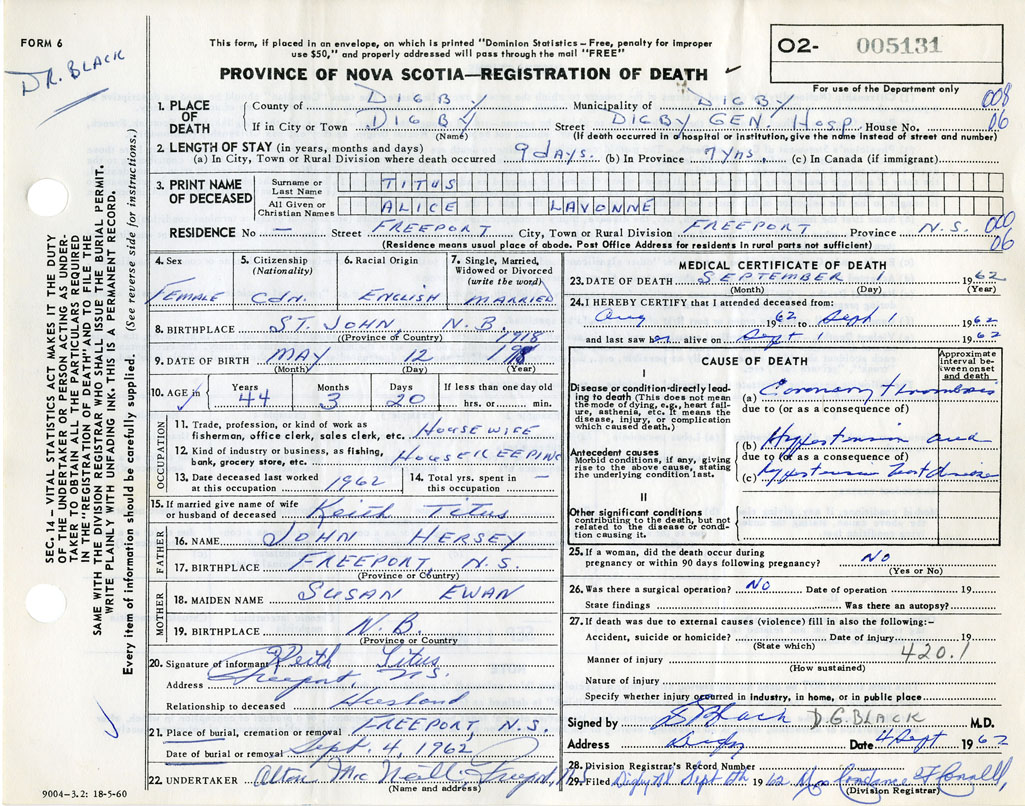 FORM 6
DR. BLACK
This form, if placed in an envelope, on which is printed "Dominion Statistics – Free, penalty for improper
use $50," and properly addressed will pass through the mail "FREE"
PROVINCE OF NOVA SCOTIA—REGISTRATION OF DEATH
O2- 005131
For use of the Department only
008
06
1. PLACE OF DEATH
County of DIGBY Municipality of DIGBY
If in City or Town DIGBY Street DIGBY GEN. HOSP. House No.
(Name) (If death occurred in a hospital or institution, give the name instead of street and number)
2. LENGTH OF STAY (in years, months and days)
(a) In City, Town or Rural Division where death occurred 9 days. (b) In Province 7 yrs. (c) In Canada (if immigrant)
3. PRINT NAME OF DECEASED
Surname or Last Name TITUS
All Given or Christian Names ALICE LAVONNE
RESIDENCE No — Street FREEPORT City, Town or Rural Division FREEPORT Province N.S.
(Residence means usual place of abode. Post Office Address for residents in rural parts not sufficient)
000
06
4. Sex FEMALE
5. Citizenship (Nationality) CDN.
6. Racial Origin ENGLISH
7. Single, Married, Widowed or Divorced (write the word) MARRIED
8. BIRTHPLACE ST. JOHN, N.B.
(Province or Country)
1918
9. DATE OF BIRTH MAY 12
(Month) (Day) (Year)
10. AGE in Years 44 Months 3 Days 20 If less than one day old hrs. or min.
OCCUPATION
11. Trade, profession, or kind of work as fisherman, office clerk, sales clerk, etc. HOUSEWIFE
12. Kind of industry or business, as fishing, bank, grocery store, etc. HOUSEKEEPING
13. Date deceased last worked at this occupation 1962
14. Total yrs. spent in this occupation —
15. If married give name of wife or husband of deceased Keith Titus
FATHER
16. NAME JOHN HERSEY
17. BIRTHPLACE FREEPORT, N.S.
(Province or Country)
MOTHER
18. MAIDEN NAME SUSAN EWAN
19. BIRTHPLACE N.B.
(Province or Country
20. Signature of informant Keith Titus
Address Freeport, N.S.
Relationship to deceased Husband
21. Place of burial, cremation or removal FREEPORT, N.S.
Date of burial or removal Sept. 4, 1962
22. UNDERTAKER Alton McNeill, Freeport, N.S.
(Name and address)
MEDICAL CERTIFICATE OF DEATH
23. DATE OF DEATH SEPTEMBER 1 1962
(Month) (Day) (Year)
24. I HEREBY CERTIFY that I attended deceased from:
Aug 62 1962 to Sept 1 1962
and last saw alive on Sept 1 1962
CAUSE OF DEATH
Approximate interval between onset and death
I
Disease or condition directly leading to death (This does not mean the mode of dying, e.g., heart failure, asthenia, etc. It means the disease, injury, or complication which caused death.)
(a) Coronary thrombosis
due to (or as a consequence of)
Antecedent causes
Morbid conditions, if any, giving rise to the above cause, stating the underlying condition last.
(b) Hypertension and
due to (or as a consequence of)
(c) hypertensive heart disease
II
Other significant conditions
contributing to the death, but not related to the disease or condition causing it.
25. If a woman, did the death occur during pregnancy or within 90 days following pregnancy? NO
(Yes or No)
26. Was there a surgical operation? NO Date of operation 19
State findings Was there an autopsy?
27. If death was due to external causes (violence) fill in also the following:-
Accident, suicide or homicide? Date of injury 19
(State which)
420.1
Manner of injury
(How sustained)
Nature of injury
Specify whether injury occurred in industry, in home, or in public place
Signed by DG Black D.G. BLACK M.D.
Address Digby Date 4 Sept 1962
28. Division Registrar's Record Number
29. Filed Sept 1962 Mrs Constance
(Division Registrar)
SEC. 14 – VITAL STATISTICS ACT MAKES IT THE DUTY
OF THE UNDERTAKER OR PERSON ACTING AS UNDER-
TAKER TO OBTAIN ALL THE PARTICULARS REQUIRED
IN THE "REGISTRATION OF DEATH" AND TO FILE THE
SAME WITH THE DIVISION REGISTRAR WHO SHALL ISSUE THE BURIAL PERMIT.
WRITE PLAINLY WITH UNFADING INK. THIS IS A PERMANENT RECORD.
Every item of information should be carefully supplied. (See reverse side for instructions.)
9004-3.2: 18-5-60